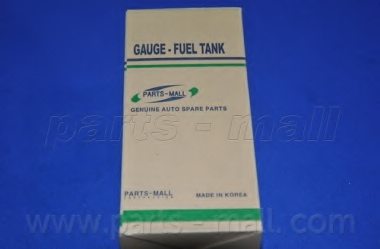 GAUGE - FUEL TANK
PARTS-MALL
GENUINE AUTO SPARE PARTS
parts - mall
PARTS-MALL
CORPORATION
MADE IN KOREA
www.parts-mall.com